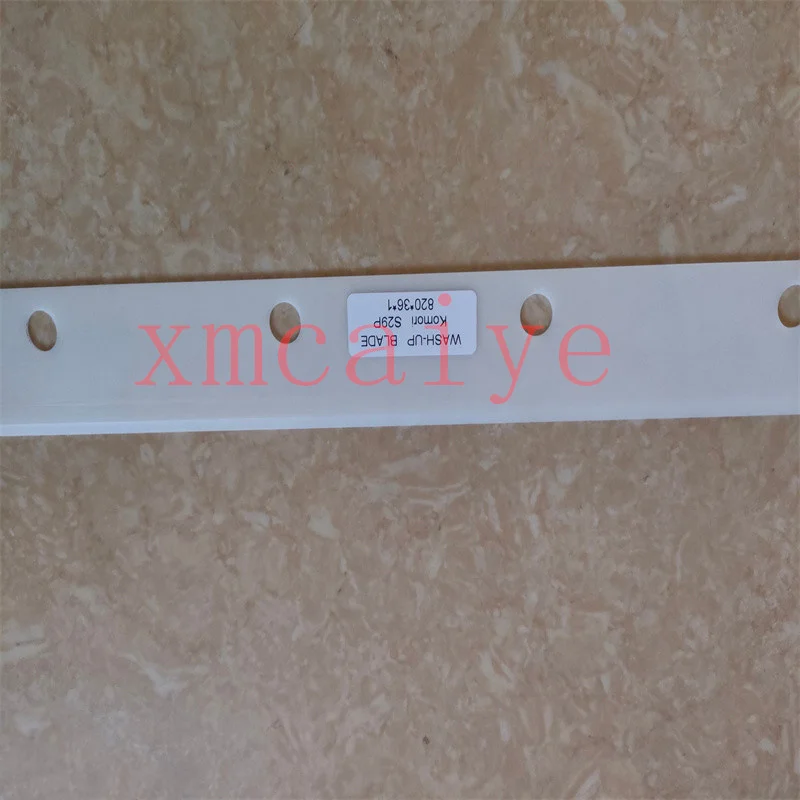 WASH-UP BLADE
Komori S29P
820*36*1
xmcaiye